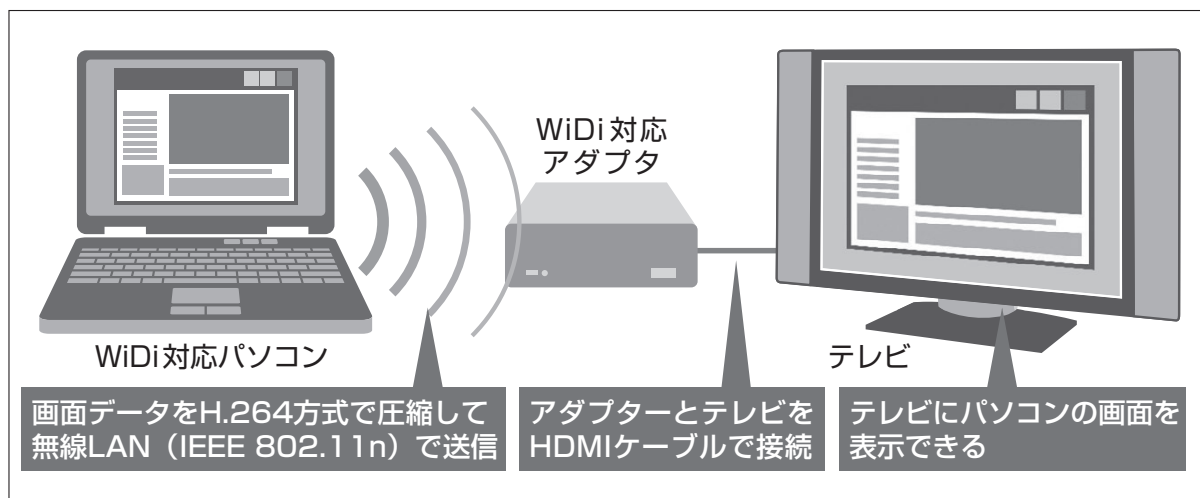 WiDi対応
アダプタ
WiDi対応パソコン
テレビ
画面データをH.264方式で圧縮して
無線LAN（IEEE 802.11n）で送信
アダプターとテレビを
HDMIケーブルで接続
テレビにパソコンの画面を
表示できる